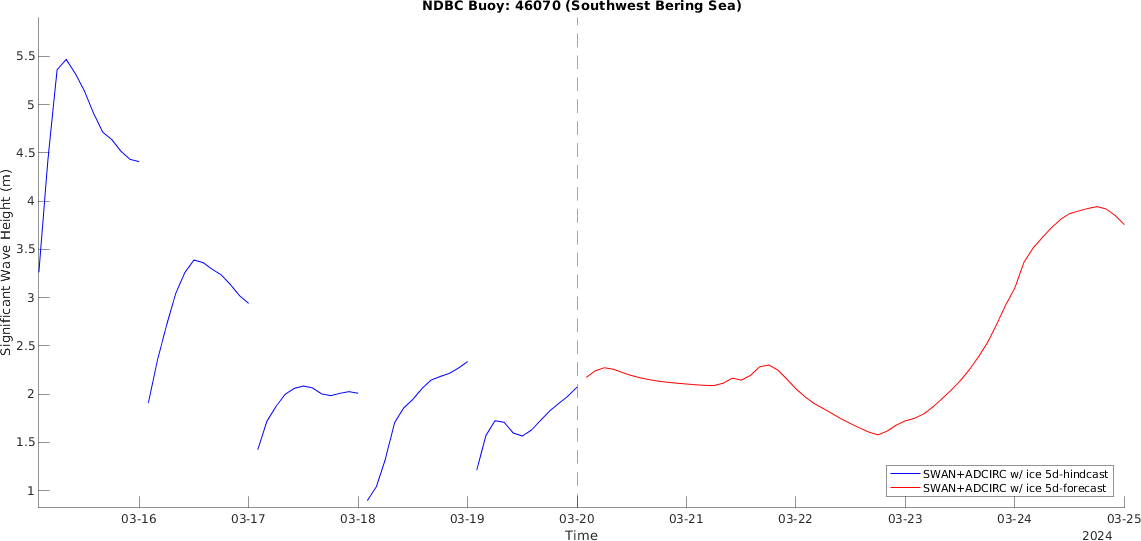 NDBC Buoy: 46070 (Southwest Bering Sea)
5.5
5
4.5
4
3.5
3
2.5
2
1.5
1
Significant Wave Height (m)
SWAN+ADCIRC w/ ice 5d-hindcast
SWAN+ADCIRC w/ ice 5d-forecast
03-16 03-17 03-18 03-19 03-20 03-21 03-22 03-23 03-24 03-25
Time
2024